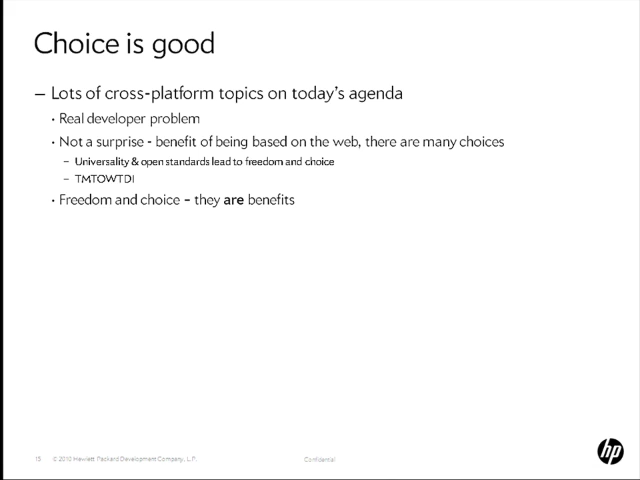 Choice is good
– Lots of cross-platform topics on today's agenda
· Real developer problem
· Not a surprise - benefit of being based on the web, there are many choices
– Universality & open standards lead to freedom and choice
– TMTOWTDI
· Freedom and choice – they are benefits
15 © 2010 Hewlett Packard Development Company, L.P. Confidential
hp